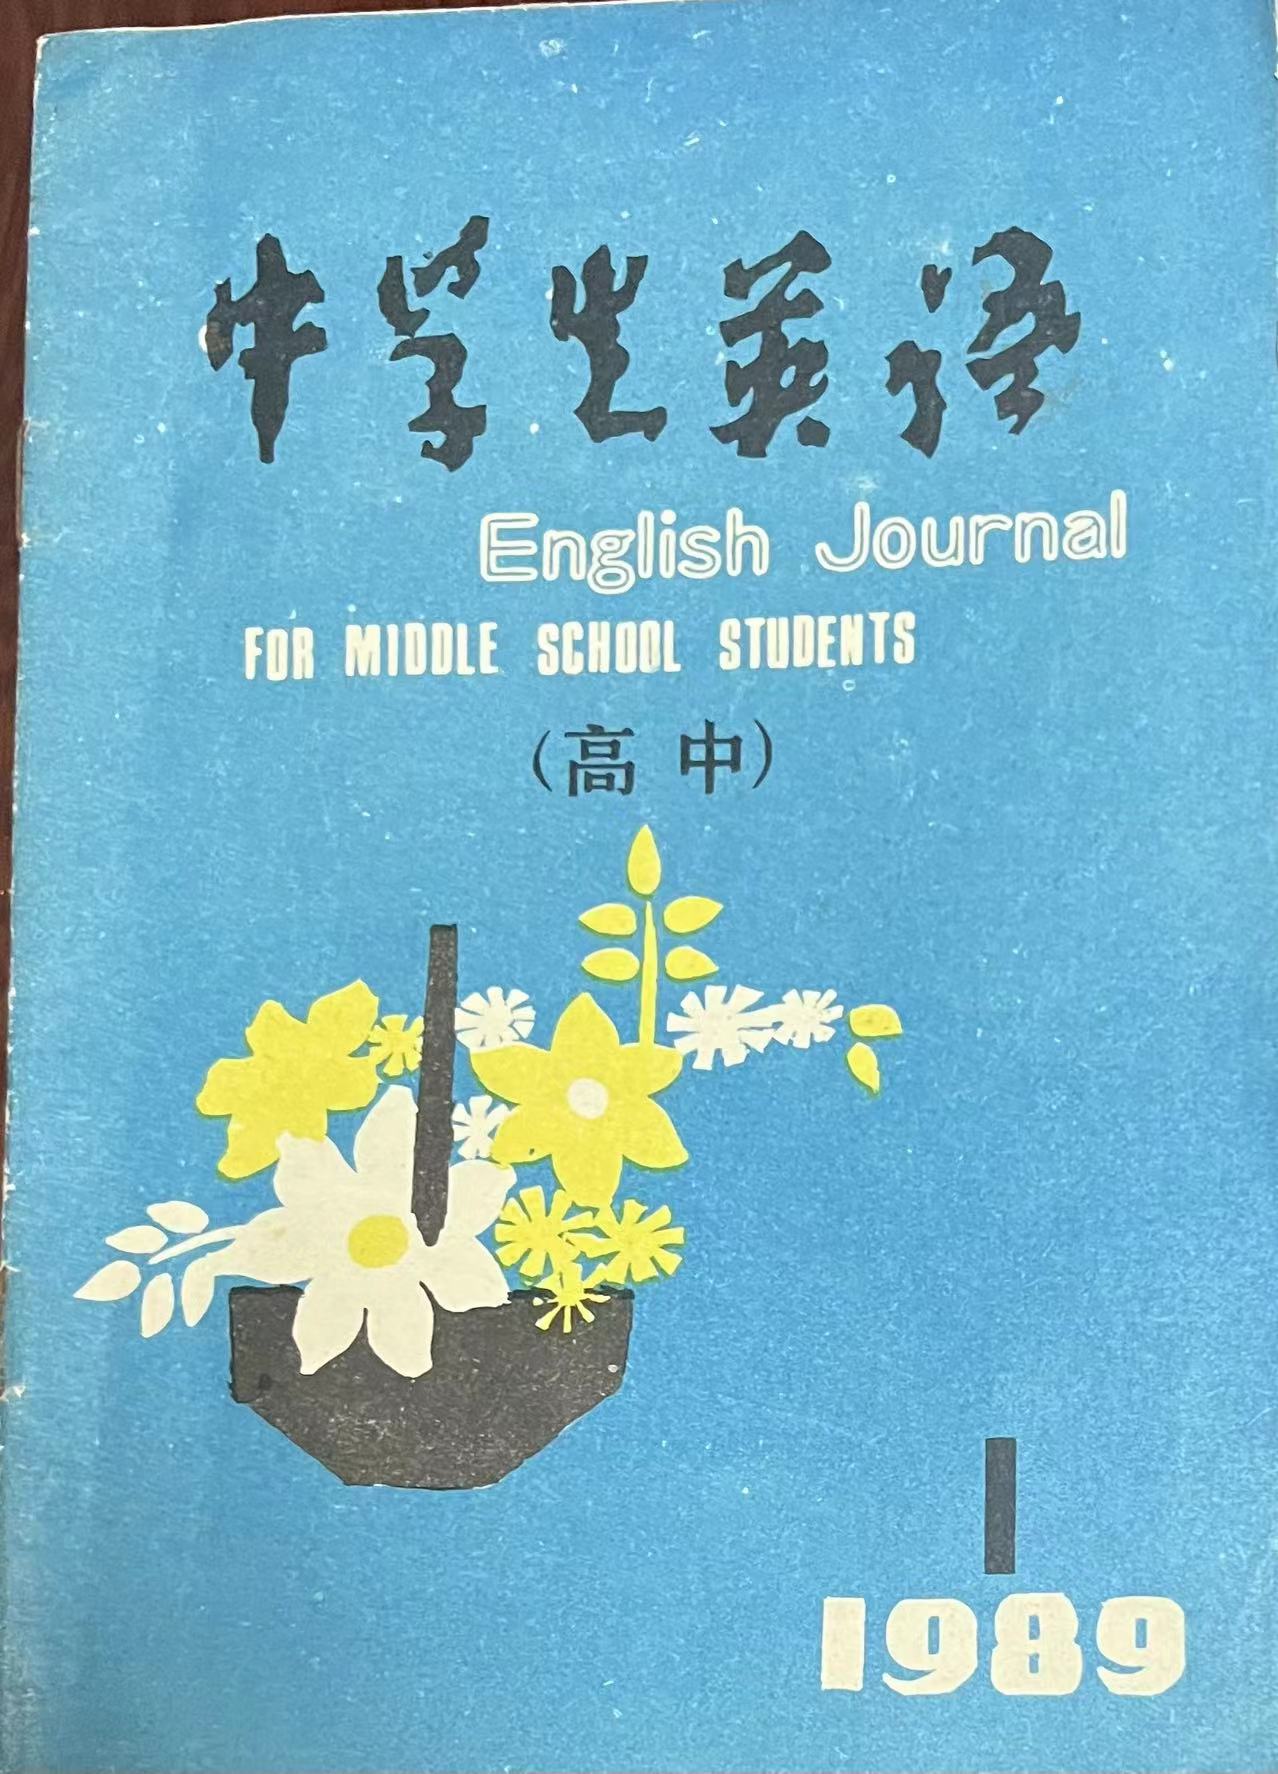 中学生英语
English Journal
FOR MIDDLE SCHOOL STUDENTS
(高中)
1
1989